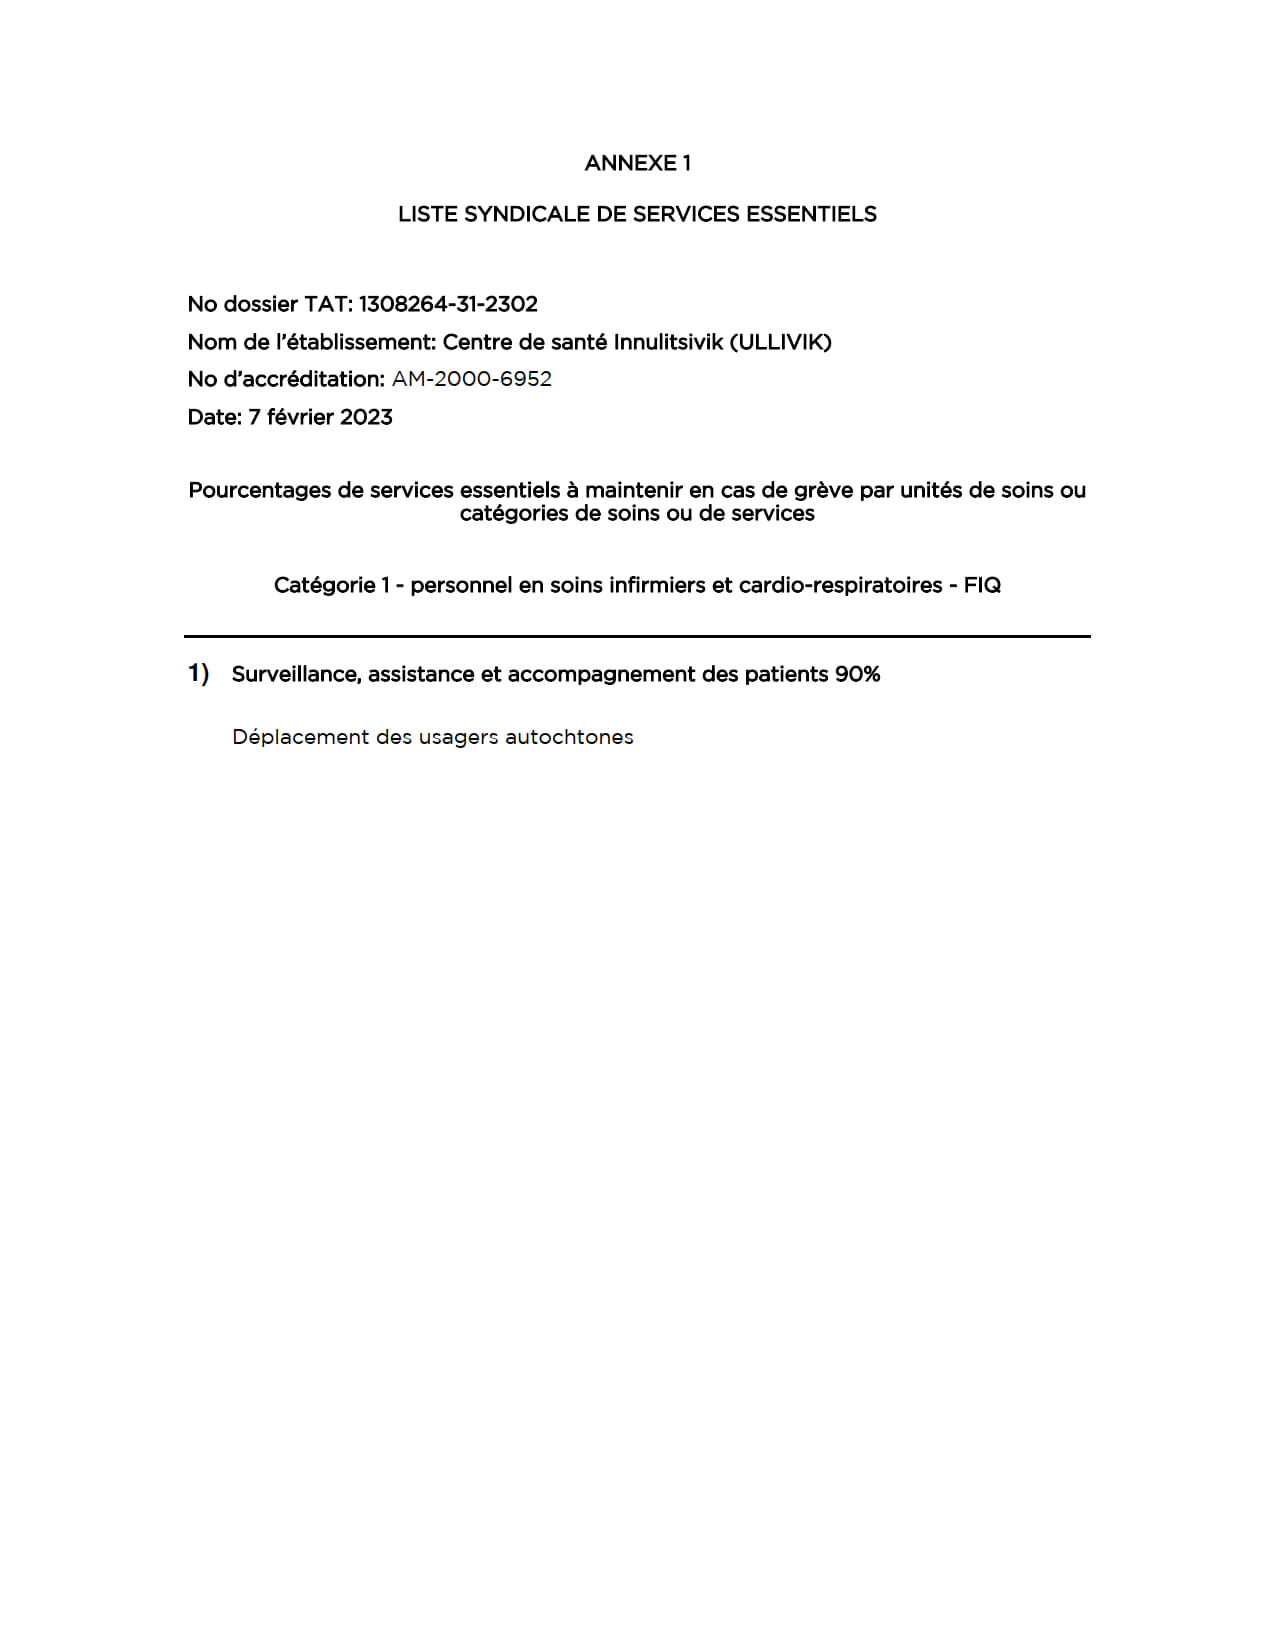 ANNEXE 1
LISTE SYNDICALE DE SERVICES ESSENTIELS
No dossier TAT: 1308264-31-2302
Nom de l'établissement: Centre de santé Innulitsivik (ULLIVIK)
No d'accréditation: AM-2000-6952
Date: 7 février 2023
Pourcentages de services essentiels à maintenir en cas de grève par unités de soins ou
catégories de soins ou de services
Catégorie 1 - personnel en soins infirmiers et cardio-respiratoires - FIQ
1) Surveillance, assistance et accompagnement des patients 90%
Déplacement des usagers autochtones